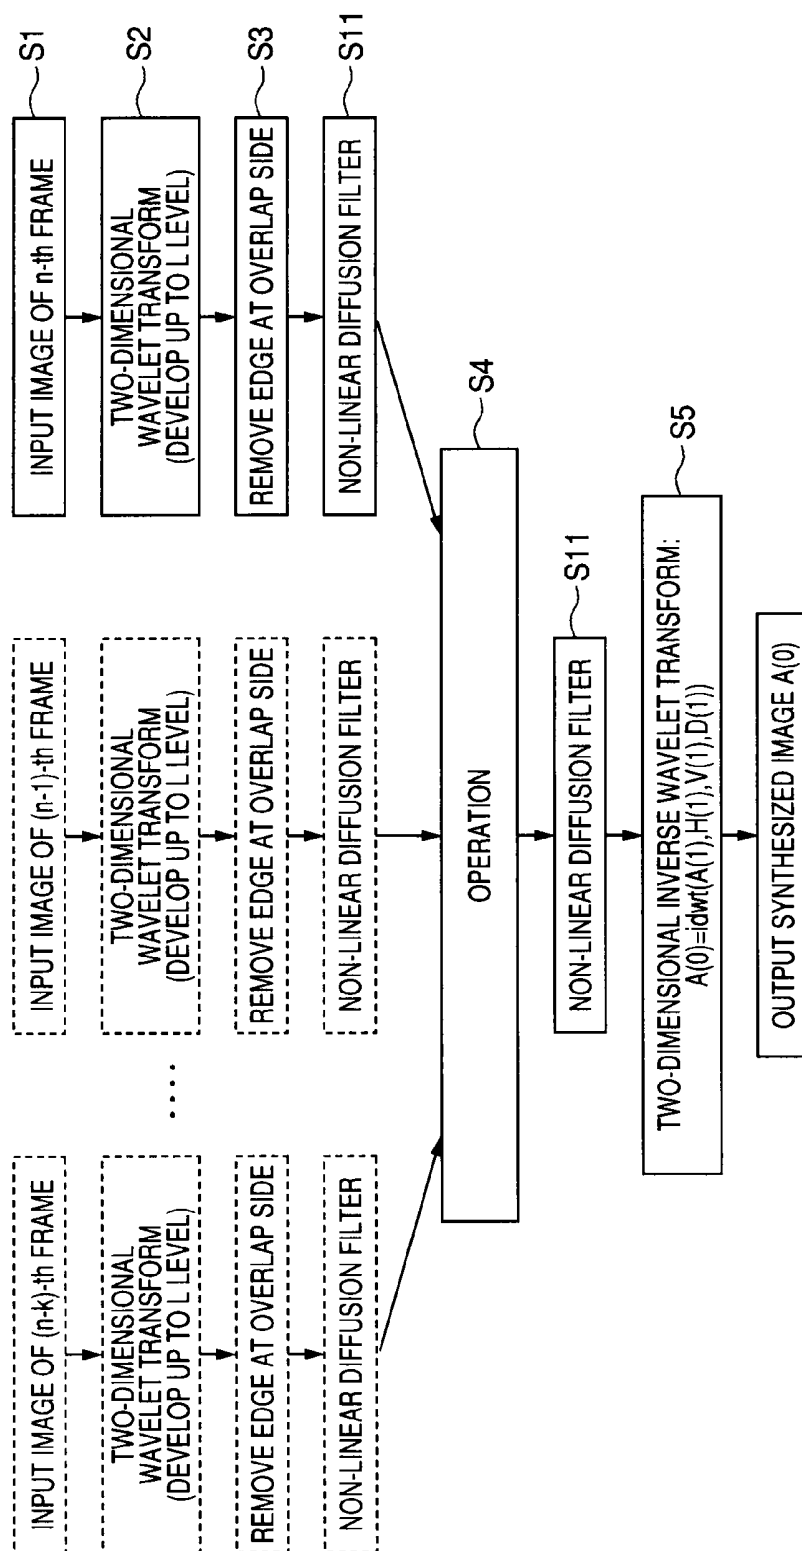 INPUT IMAGE OF (n-k)-th FRAME
INPUT IMAGE OF (n-1)-th FRAME
INPUT IMAGE OF n-th FRAME
S1
TWO-DIMENSIONAL
WAVELET TRANSFORM
(DEVELOP UP TO L LEVEL)
....
TWO-DIMENSIONAL
WAVELET TRANSFORM
(DEVELOP UP TO L LEVEL)
TWO-DIMENSIONAL
WAVELET TRANSFORM
(DEVELOP UP TO L LEVEL)
S2
REMOVE EDGE AT OVERLAP SIDE
REMOVE EDGE AT OVERLAP SIDE
REMOVE EDGE AT OVERLAP SIDE
S3
NON-LINEAR DIFFUSION FILTER
NON-LINEAR DIFFUSION FILTER
NON-LINEAR DIFFUSION FILTER
S11
OPERATION
S4
NON-LINEAR DIFFUSION FILTER
S11
TWO-DIMENSIONAL INVERSE WAVELET TRANSFORM:
A(0)=idwt(A(1),H(1),V(1),D(1))
S5
OUTPUT SYNTHESIZED IMAGE A(0)